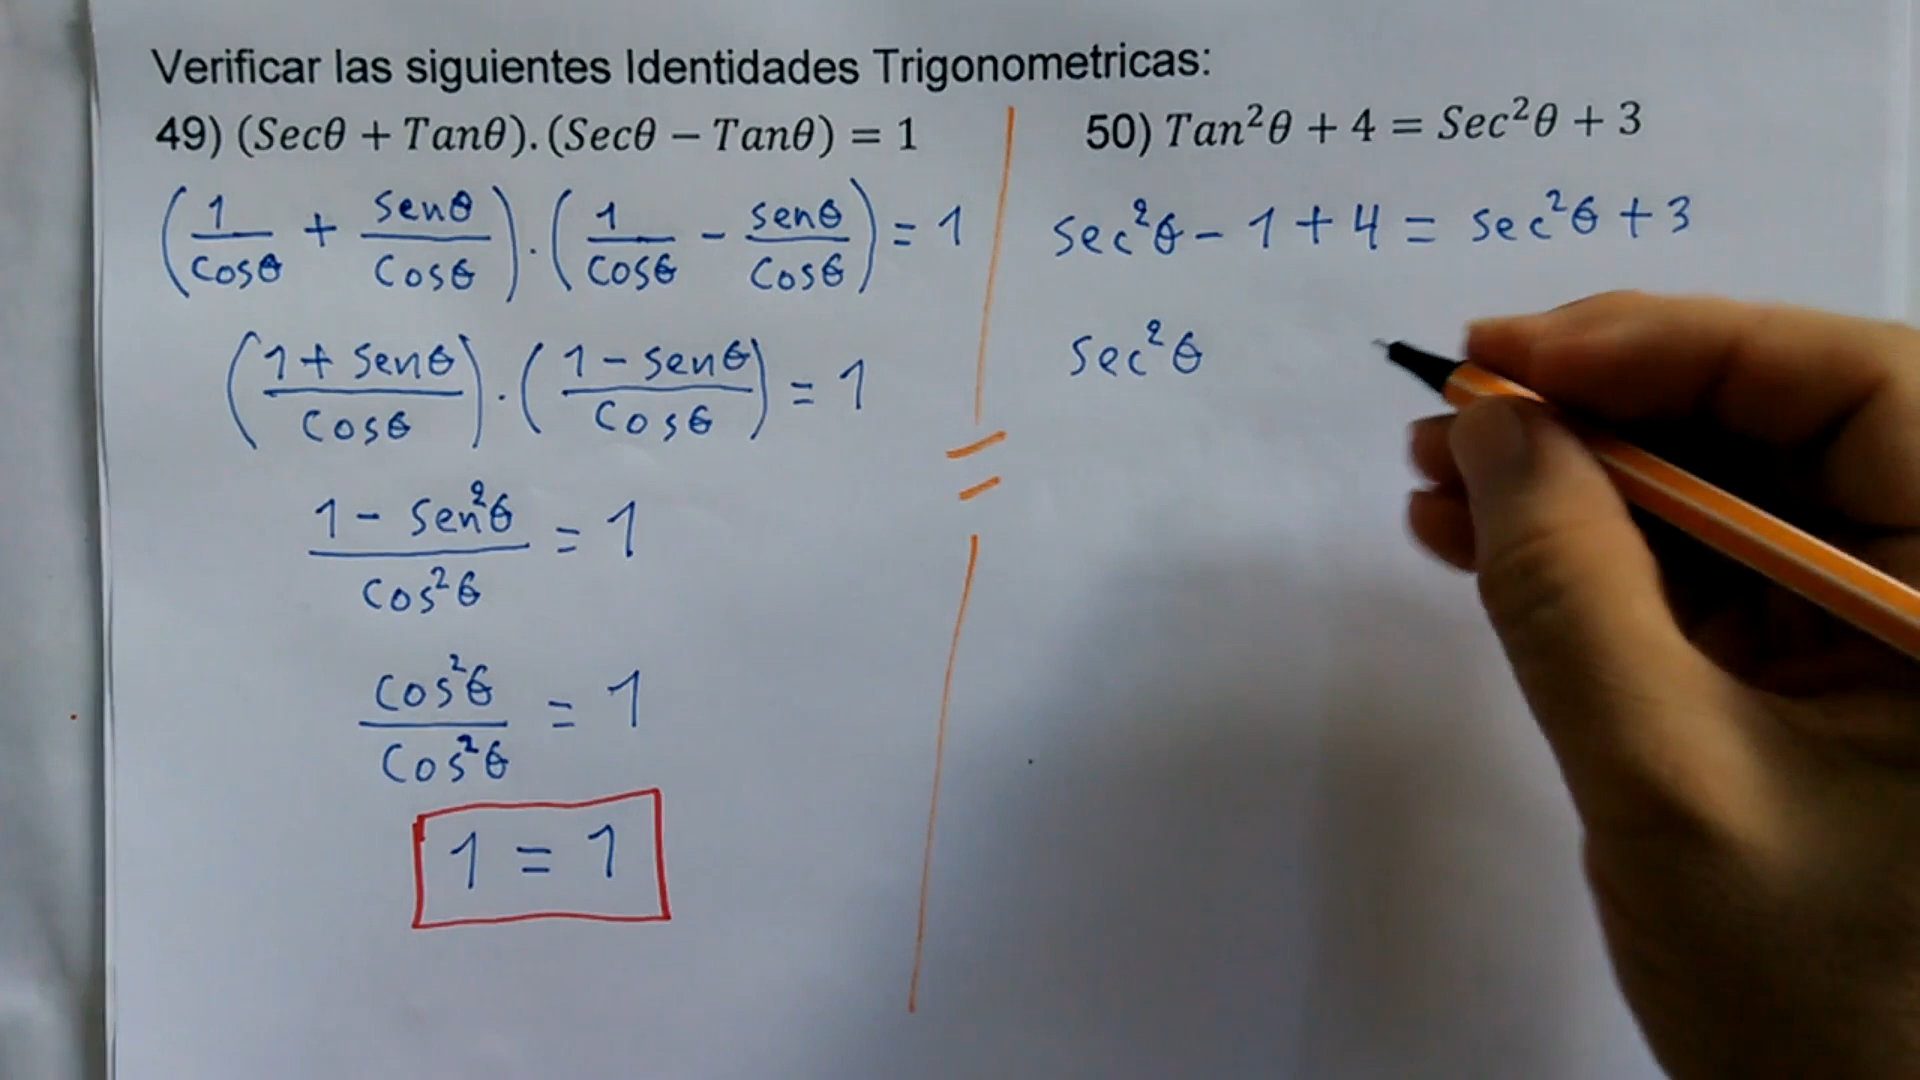 Verificar las siguientes Identidades Trigonometricas:
49) (Secθ + Tanθ).(Secθ − Tanθ) = 1
(1/cosθ + senθ/cosθ).(1/cosθ − senθ/cosθ) = 1
((1 + senθ)/cosθ).((1 − senθ)/cosθ) = 1
(1 − sen²θ)/cos²θ = 1
cos²θ/cos²θ = 1
1 = 1
50) Tan²θ + 4 = Sec²θ + 3
sec²θ − 1 + 4 = sec²θ + 3
sec²θ